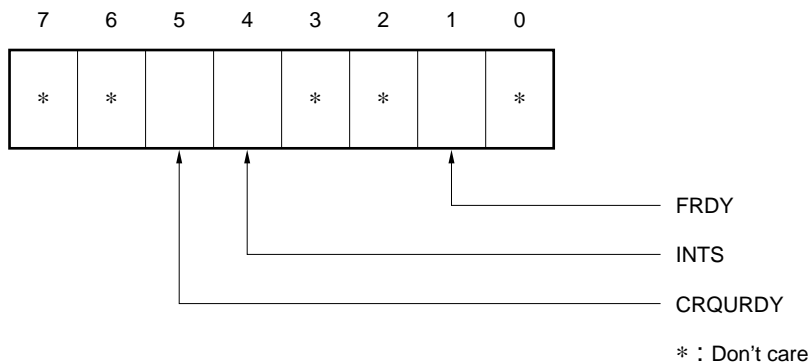 7 6 5 4 3 2 1 0
* * * * *
FRDY
INTS
CRQURDY
* : Don't care